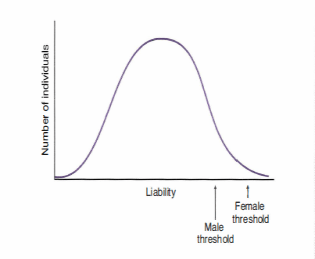 Number of individuals
Liability
Male
threshold
Female
threshold